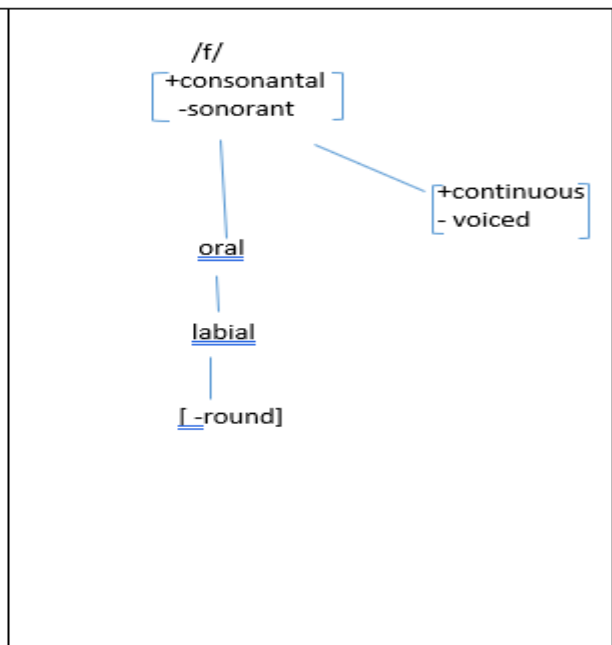 /f/
+consonantal
-sonorant
+continuous
- voiced
oral
labial
[ -round]